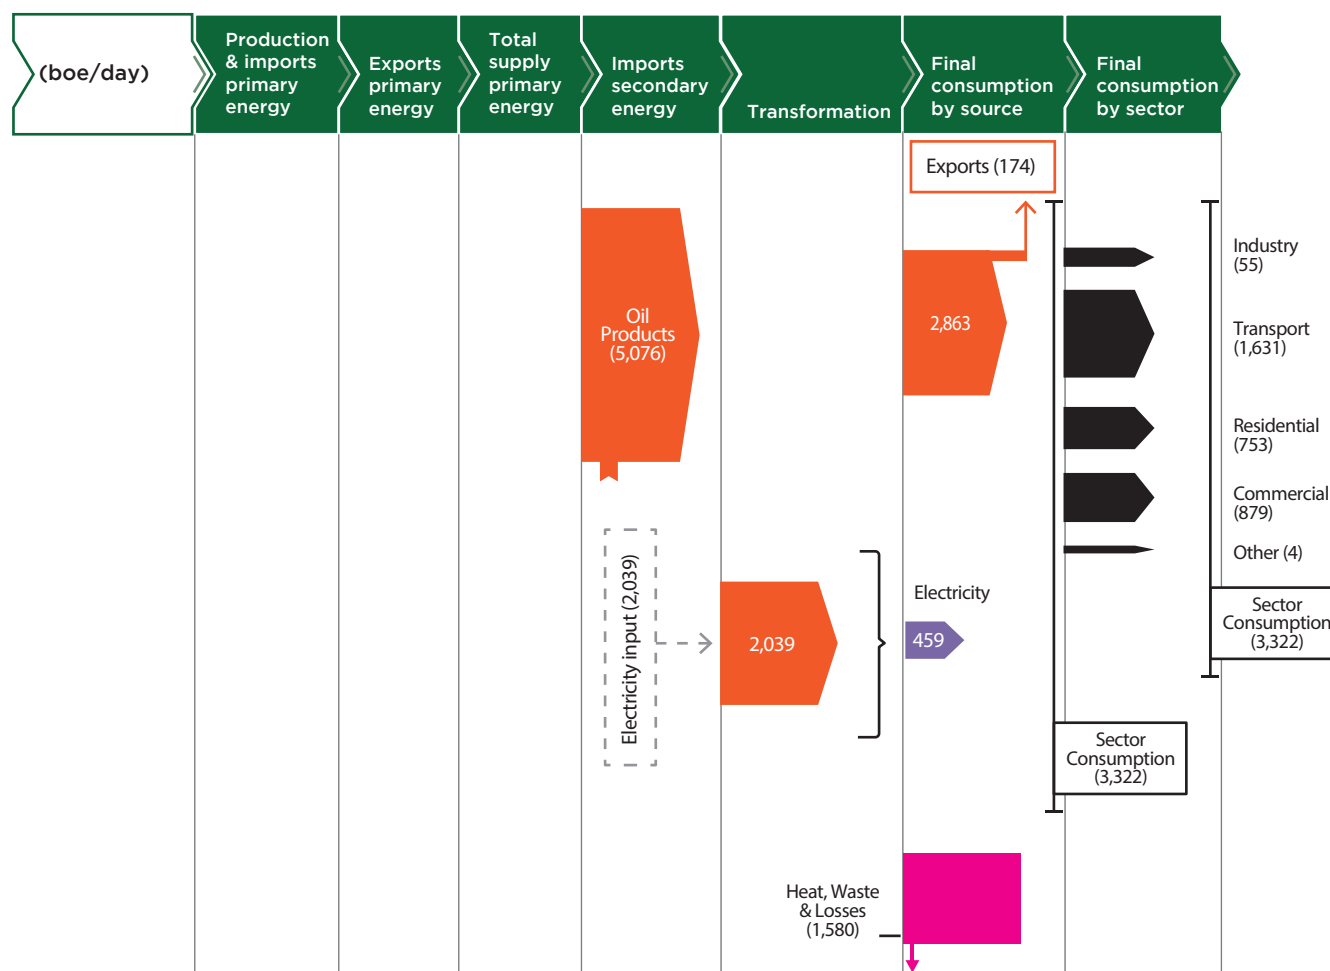 (boe/day)
Production
& imports
primary
energy
Exports
primary
energy
Total
supply
primary
energy
Imports
secondary
energy
Transformation
Final
consumption
by source
Final
consumption
by sector
Exports (174)
Oil
Products
(5,076)
2,863
Industry
(55)
Transport
(1,631)
Residential
(753)
Commercial
(879)
Other (4)
Electricity input (2,039)
2,039
Electricity
459
Sector
Consumption
(3,322)
Sector
Consumption
(3,322)
Heat, Waste
& Losses
(1,580)